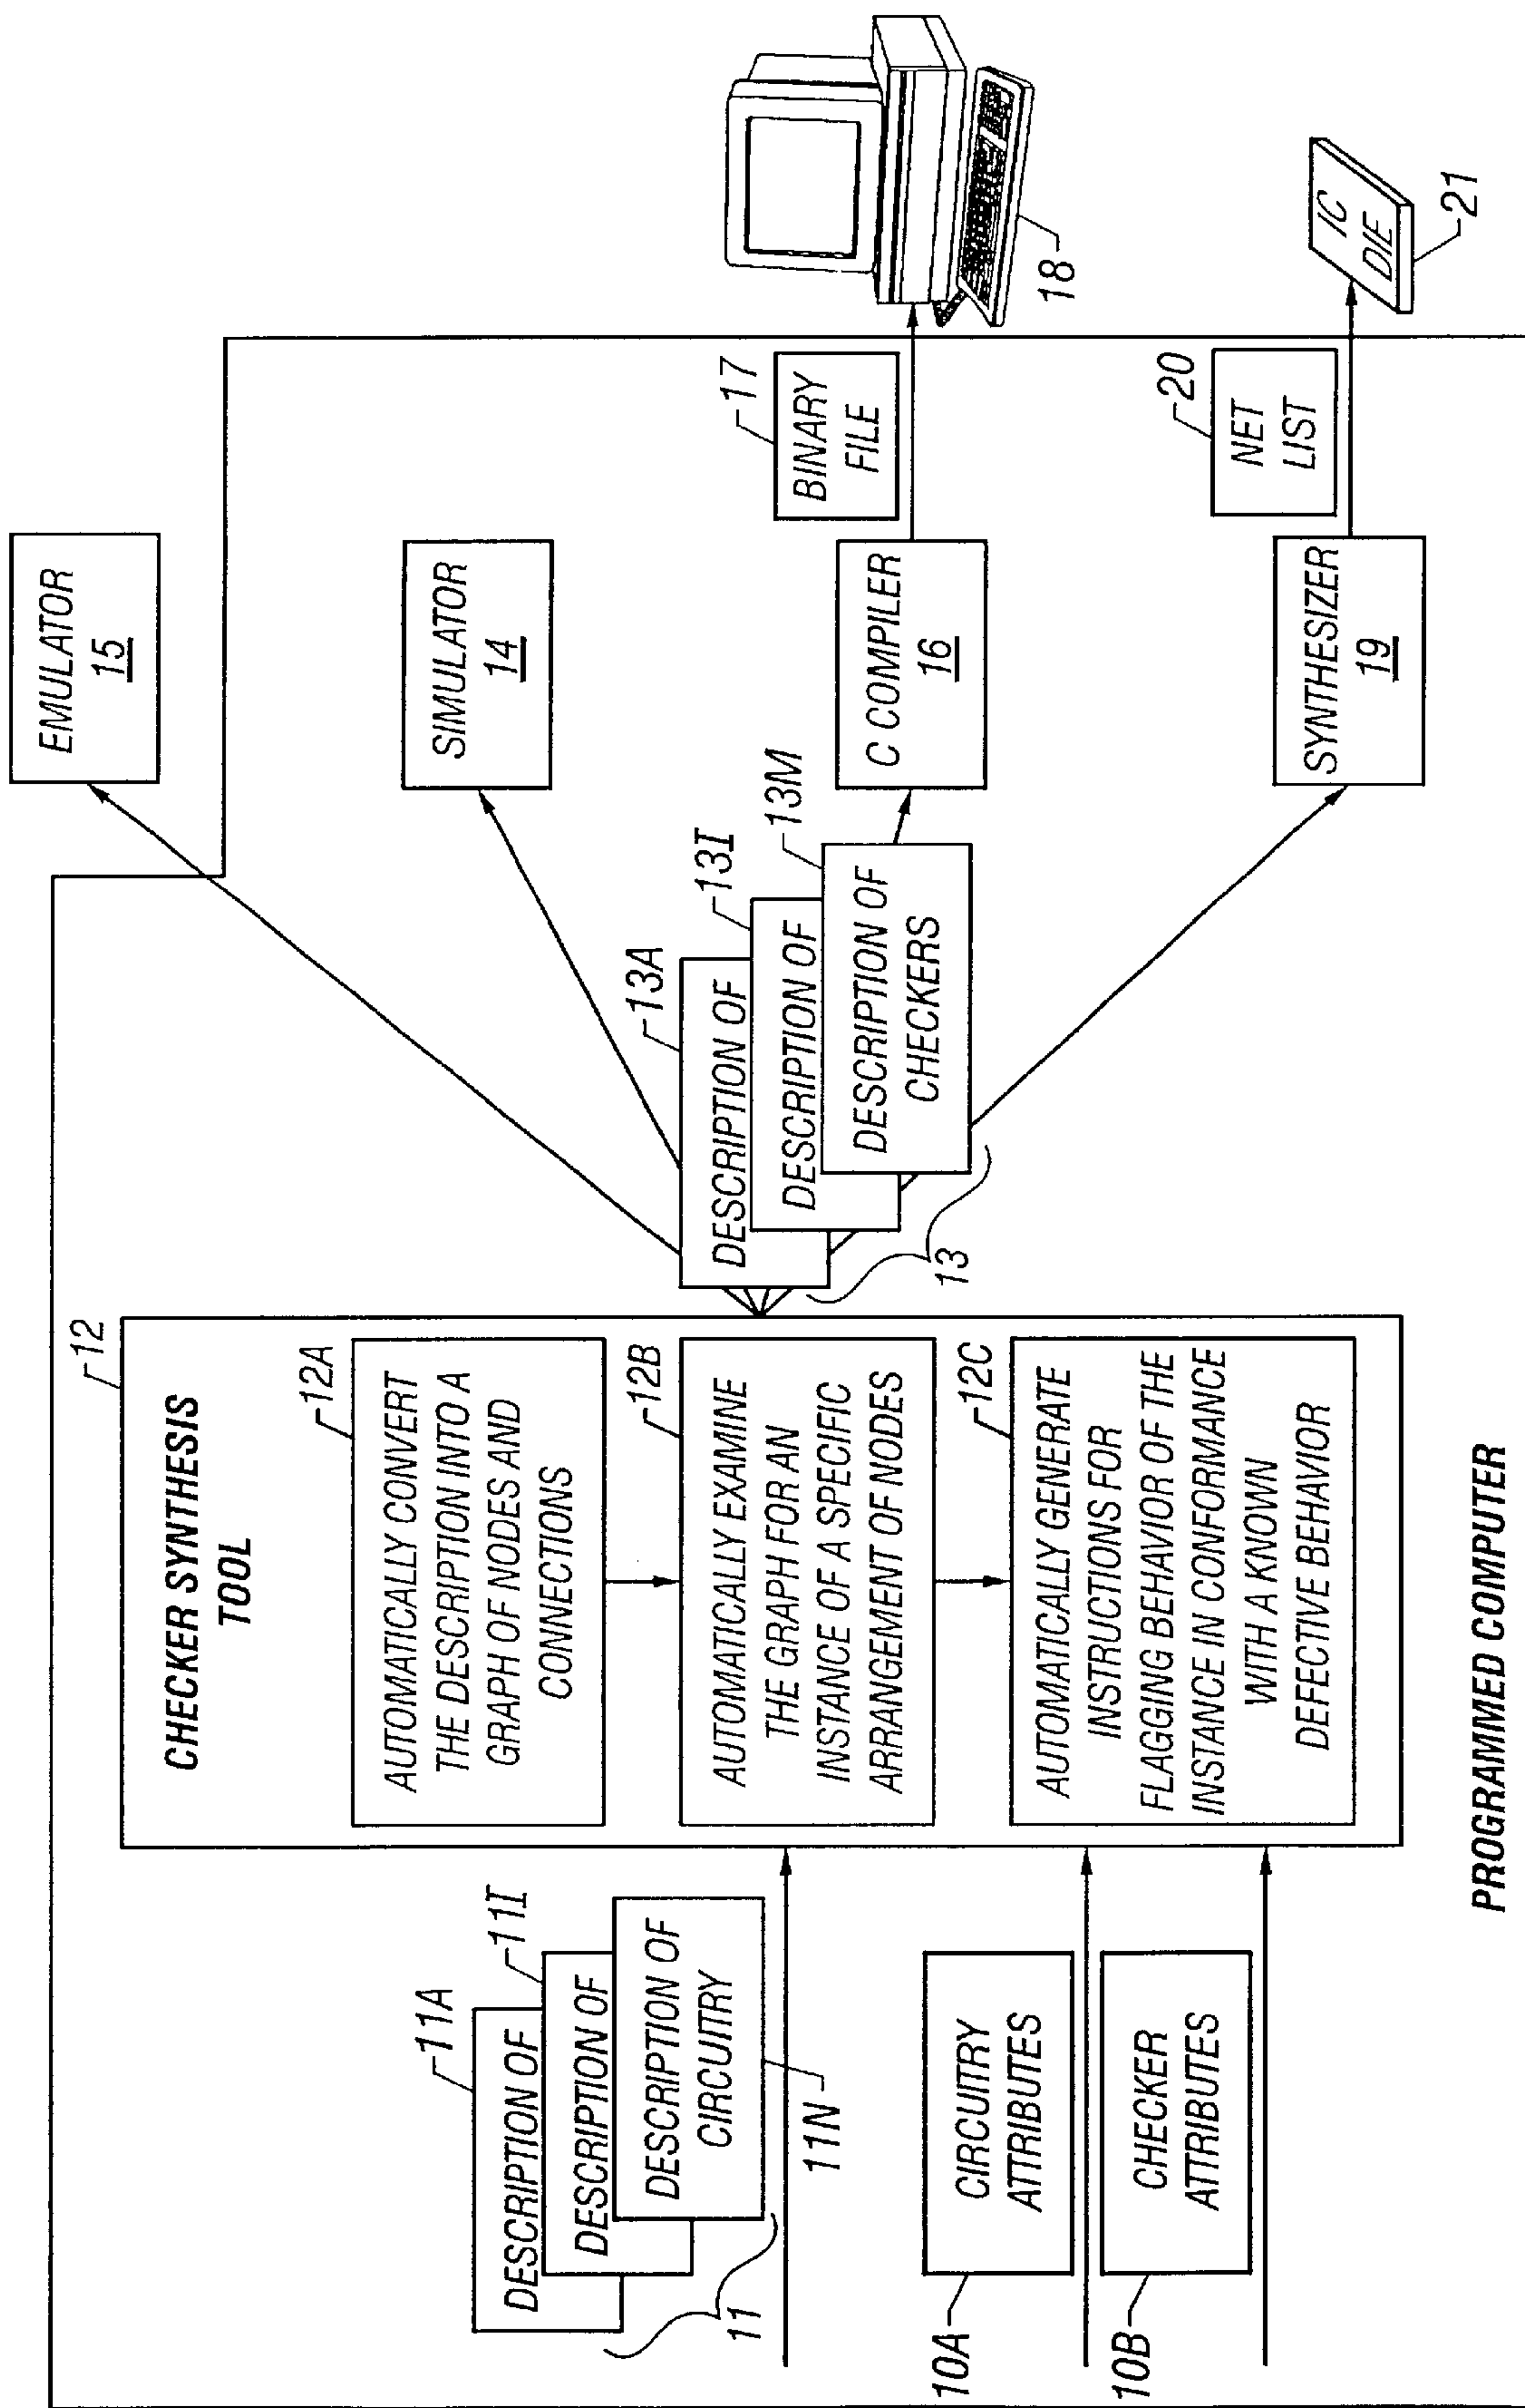 11A
DESCRIPTION OF
11I
DESCRIPTION OF
DESCRIPTION OF
CIRCUITRY
11N
11
10A
CIRCUITRY
ATTRIBUTES
10B
CHECKER
ATTRIBUTES
12
CHECKER SYNTHESIS
TOOL
12A
AUTOMATICALLY CONVERT
THE DESCRIPTION INTO A
GRAPH OF NODES AND
CONNECTIONS
12B
AUTOMATICALLY EXAMINE
THE GRAPH FOR AN
INSTANCE OF A SPECIFIC
ARRANGEMENT OF NODES
12C
AUTOMATICALLY GENERATE
INSTRUCTIONS FOR
FLAGGING BEHAVIOR OF THE
INSTANCE IN CONFORMANCE
WITH A KNOWN
DEFECTIVE BEHAVIOR
13A
DESCRIPTION OF
13I
DESCRIPTION OF
13M
DESCRIPTION OF
CHECKERS
13
EMULATOR
15
SIMULATOR
14
C COMPILER
16
17
BINARY
FILE
18
SYNTHESIZER
19
20
NET
LIST
IC
DIE
21
PROGRAMMED COMPUTER